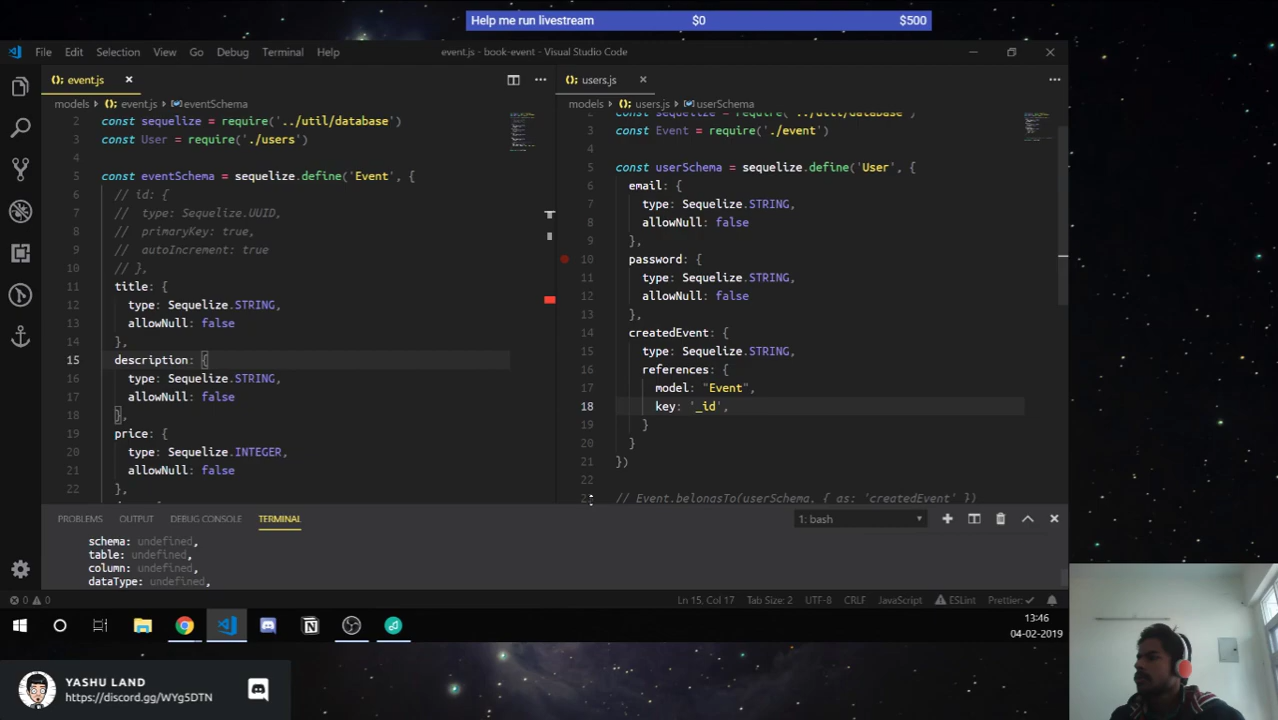 Help me run livestream $0 $500
File Edit Selection View Go Debug Terminal Help event.js - book-event - Visual Studio Code
event.js
models > event.js > eventSchema
2 const sequelize = require('../util/database')
3 const User = require('./users')
4
5 const eventSchema = sequelize.define('Event', {
6 // id: {
7 // type: Sequelize.UUID,
8 // primaryKey: true,
9 // autoIncrement: true
10 // },
11 title: {
12 type: Sequelize.STRING,
13 allowNull: false
14 },
15 description: {
16 type: Sequelize.STRING,
17 allowNull: false
18 },
19 price: {
20 type: Sequelize.INTEGER,
21 allowNull: false
22 },
users.js
models > users.js > userSchema
2 const sequelize = require('../util/database')
3 const Event = require('./event')
4
5 const userSchema = sequelize.define('User', {
6 email: {
7 type: Sequelize.STRING,
8 allowNull: false
9 },
10 password: {
11 type: Sequelize.STRING,
12 allowNull: false
13 },
14 createdEvent: {
15 type: Sequelize.STRING,
16 references: {
17 model: "Event",
18 key: '_id',
19 }
20 }
21 })
22
23 // Event.belongsTo(userSchema, { as: 'createdEvent' })
PROBLEMS OUTPUT DEBUG CONSOLE TERMINAL 1: bash
schema: undefined,
table: undefined,
column: undefined,
dataType: undefined,
0 0 Ln 15, Col 17 Tab Size: 2 UTF-8 CRLF JavaScript ESLint Prettier: ✓
13:46
04-02-2019
YASHU LAND
https://discord.gg/WYg5DTN